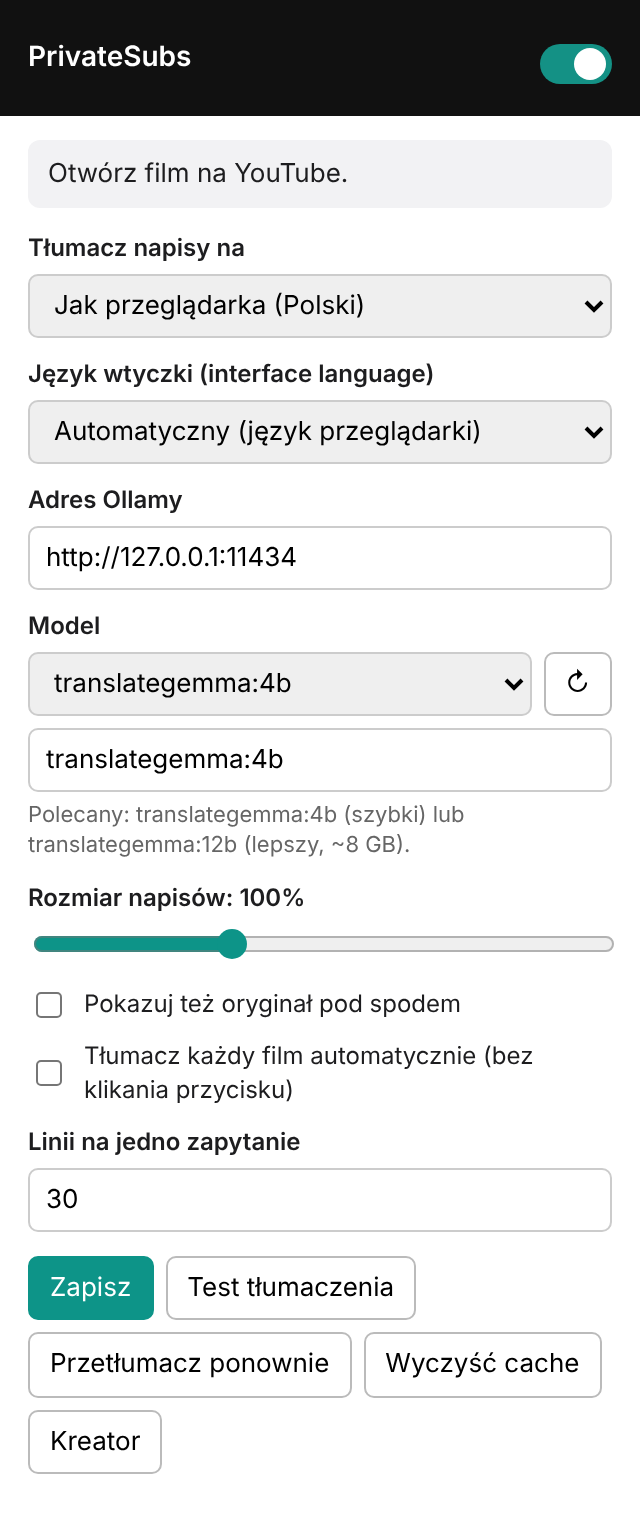 PrivateSubs
Otwórz film na YouTube.
Tłumacz napisy na
Jak przeglądarka (Polski)
Język wtyczki (interface language)
Automatyczny (język przeglądarki)
Adres Ollamy
http://127.0.0.1:11434
Model
translategemma:4b
↻
translategemma:4b
Polecany: translategemma:4b (szybki) lub
translategemma:12b (lepszy, ~8 GB).
Rozmiar napisów: 100%
Pokazuj też oryginał pod spodem
Tłumacz każdy film automatycznie (bez
klikania przycisku)
Linii na jedno zapytanie
30
Zapisz
Test tłumaczenia
Przetłumacz ponownie
Wyczyść cache
Kreator